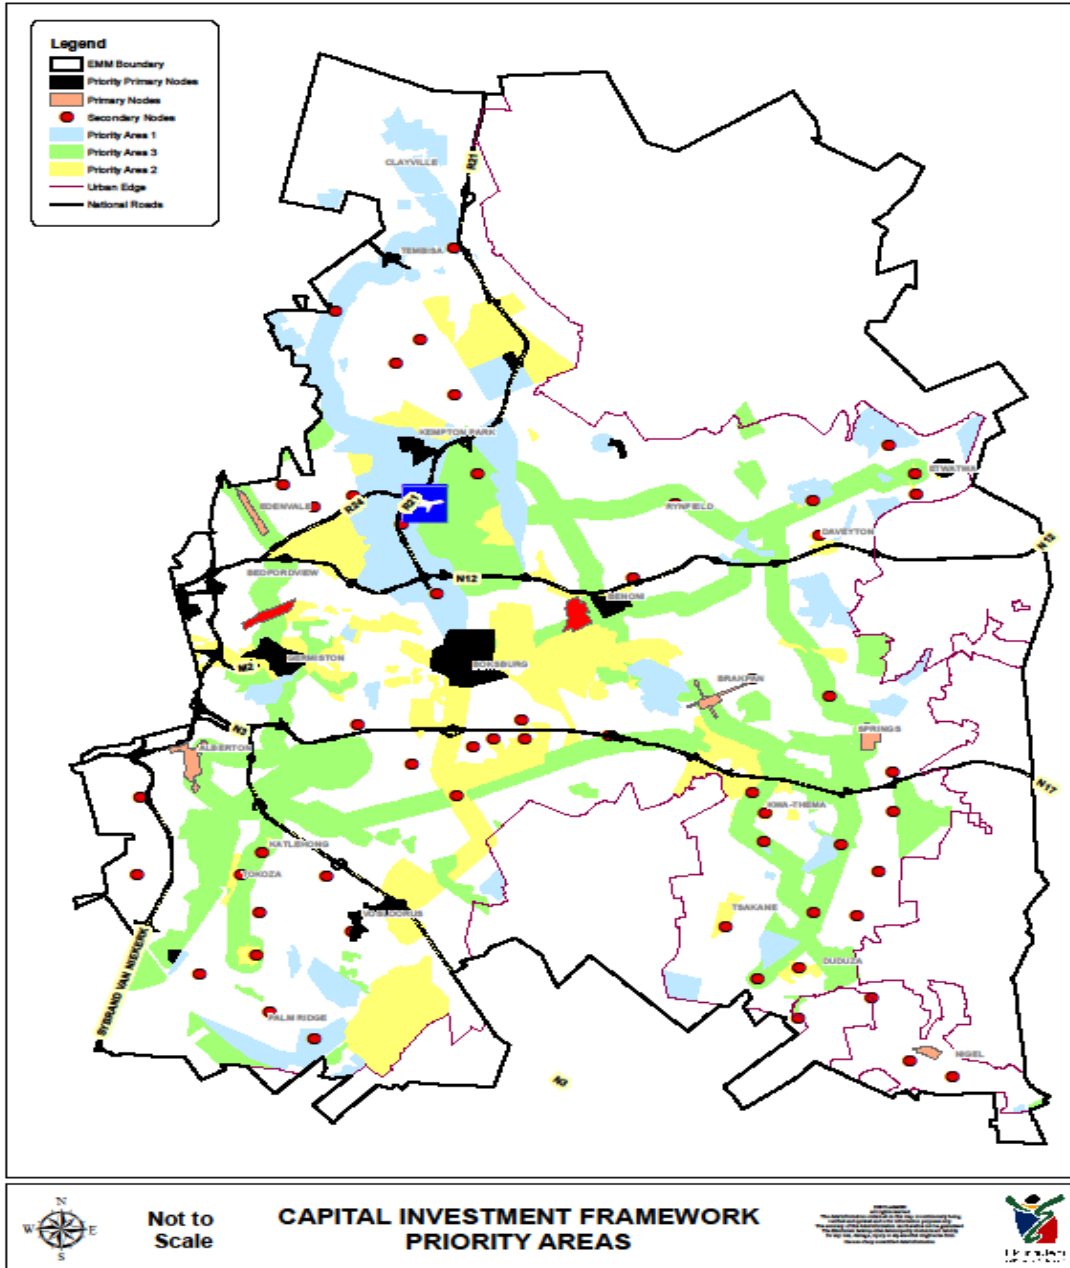 Legend
EMM Boundary
Priority Primary Nodes
Primary Nodes
Secondary Nodes
Priority Area 1
Priority Area 3
Priority Area 2
Urban Edge
National Roads
CLAYVILLE
R21
TEMBISA
KEMPTON PARK
ETWATWA
EDENVALE
R24
R21
RYNFIELD
DAVEYTON
N12
BEDFORDVIEW
N12
BENONI
M2
GERMISTON
BOKSBURG
BRAKPAN
N3
ALBERTON
SPRINGS
N17
KWA-THEMA
KATLEHONG
TOKOZA
VOSLOORUS
TSAKANE
DUDUZA
SYBRAND VAN NIEKERK
PALM RIDGE
NIGEL
N3
N
W E
S
Not to
Scale
CAPITAL INVESTMENT FRAMEWORK
PRIORITY AREAS